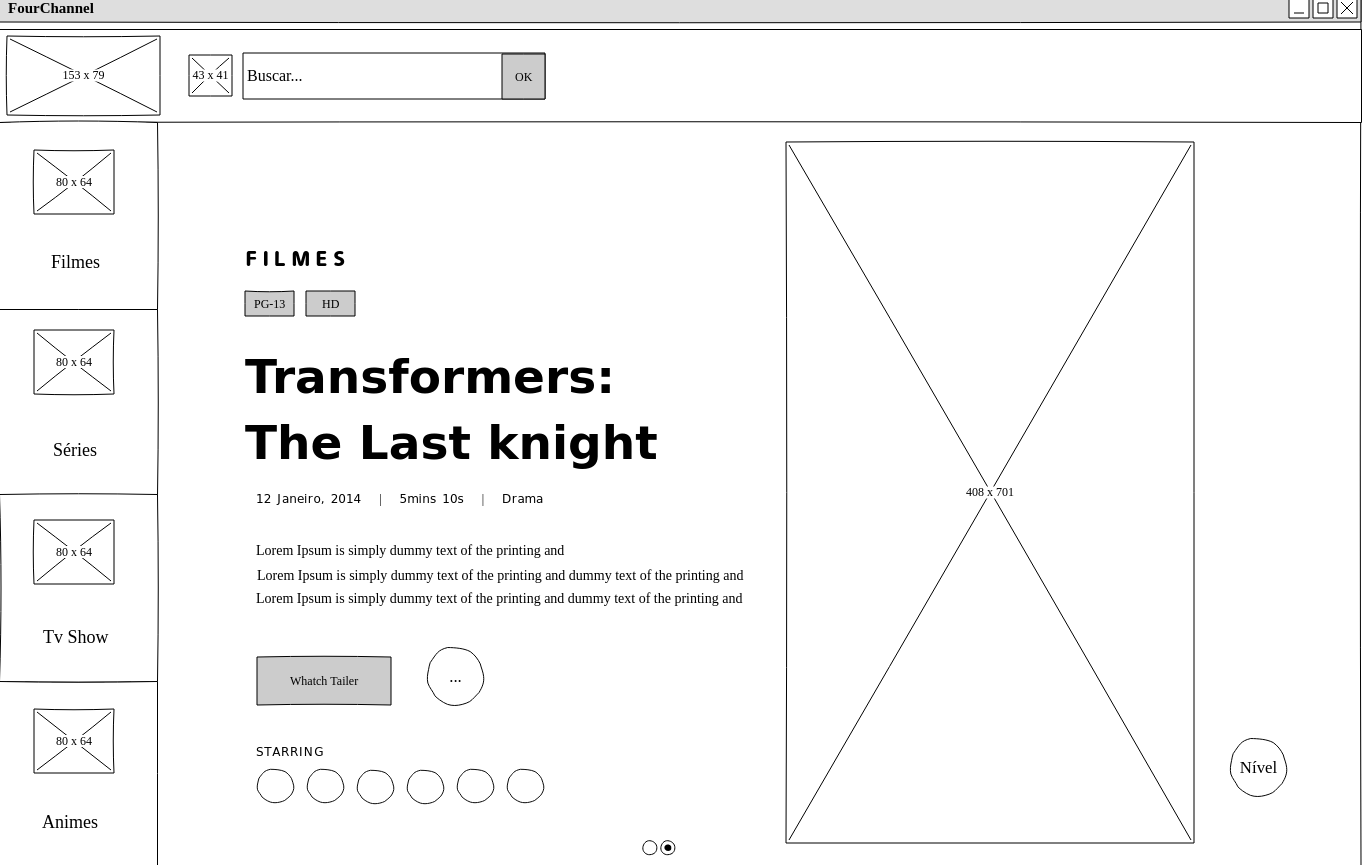 FourChannel
153 x 79
43 x 41
Buscar...
OK
80 x 64
Filmes
80 x 64
Séries
80 x 64
Tv Show
80 x 64
Animes
FILMES
PG-13
HD
Transformers:
The Last knight
12 Janeiro, 2014 | 5mins 10s | Drama
Lorem Ipsum is simply dummy text of the printing and
Lorem Ipsum is simply dummy text of the printing and dummy text of the printing and
Lorem Ipsum is simply dummy text of the printing and dummy text of the printing and
Whatch Tailer
...
STARRING
408 x 701
Nível